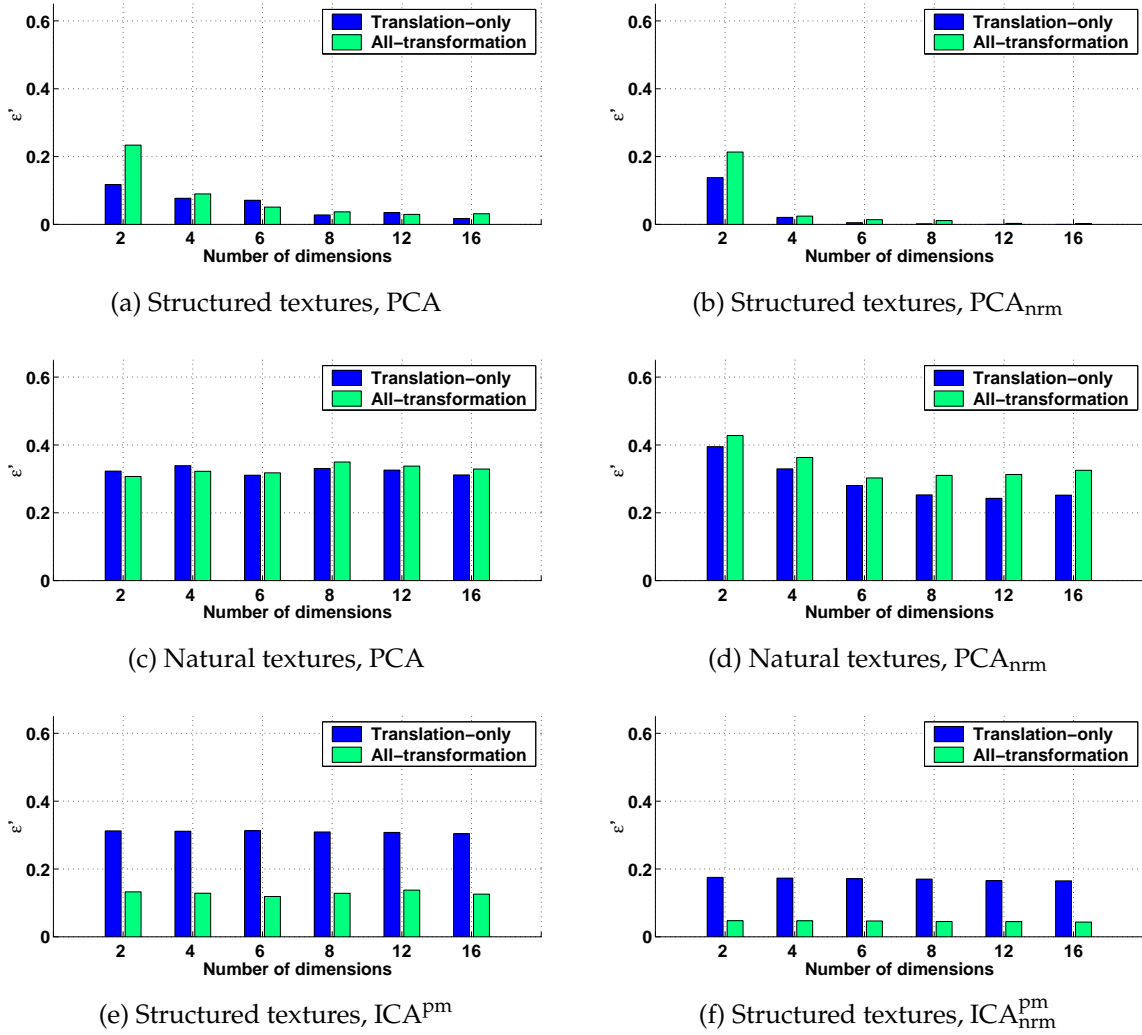 0.6
0.4
0.2
0
ε'
Translation−only
All−transformation
2 4 6 8 12 16
Number of dimensions
(a) Structured textures, PCA
0.6
0.4
0.2
0
ε'
Translation−only
All−transformation
2 4 6 8 12 16
Number of dimensions
(b) Structured textures, PCAnrm
0.6
0.4
0.2
0
ε'
Translation−only
All−transformation
2 4 6 8 12 16
Number of dimensions
(c) Natural textures, PCA
0.6
0.4
0.2
0
ε'
Translation−only
All−transformation
2 4 6 8 12 16
Number of dimensions
(d) Natural textures, PCAnrm
0.6
0.4
0.2
0
ε'
Translation−only
All−transformation
2 4 6 8 12 16
Number of dimensions
(e) Structured textures, ICApm
0.6
0.4
0.2
0
ε'
Translation−only
All−transformation
2 4 6 8 12 16
Number of dimensions
(f) Structured textures, ICApmnrm